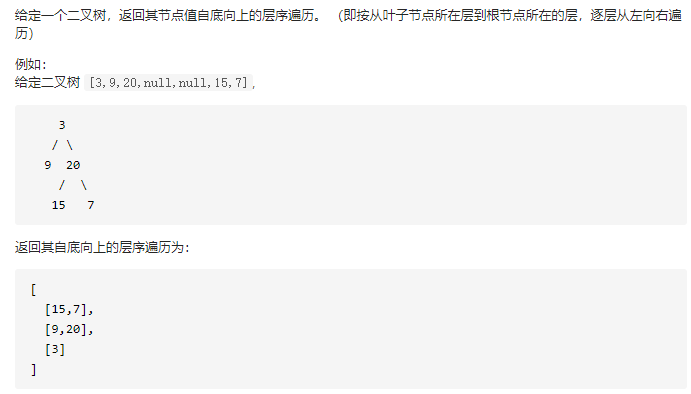 给定一个二叉树，返回其节点值自底向上的层序遍历。 （即按从叶子节点所在层到根节点所在的层，逐层从左向右遍
历）
例如：
给定二叉树 [3,9,20,null,null,15,7],
    3
   / \
  9  20
    /  \
   15   7
返回其自底向上的层序遍历为：
[
  [15,7],
  [9,20],
  [3]
]